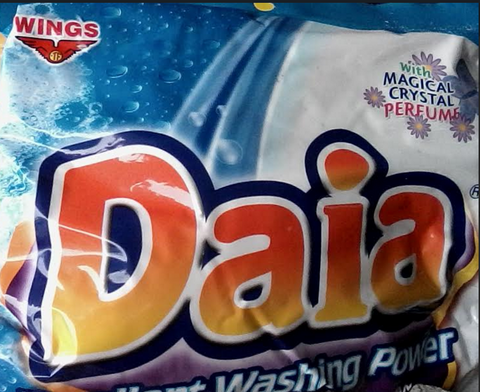 WINGS
With
MAGICAL
CRYSTAL
PERFUME
Daia
®
Washing Power